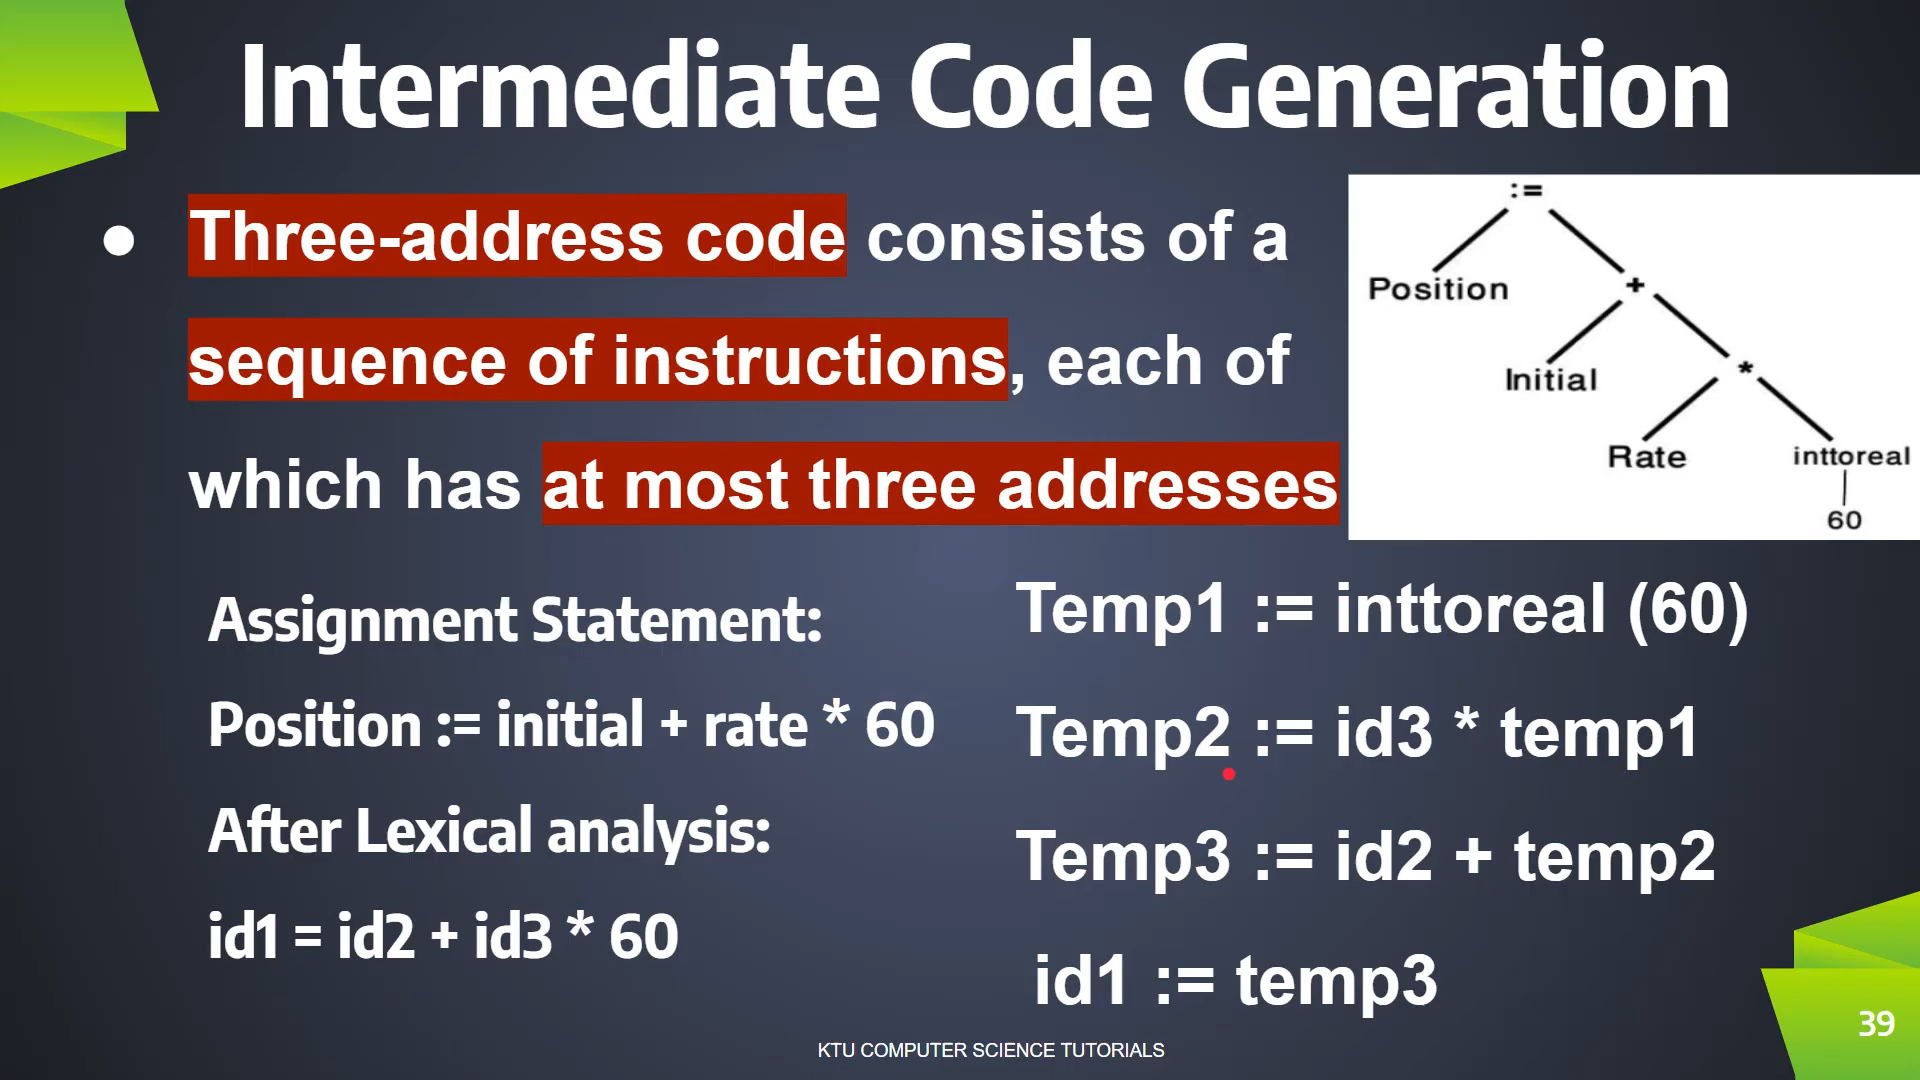 Intermediate Code Generation
● Three-address code consists of a
sequence of instructions, each of
which has at most three addresses
:=
Position
+
Initial
*
Rate
inttoreal
60
Assignment Statement:
Position := initial + rate * 60
After Lexical analysis:
id1 = id2 + id3 * 60
Temp1 := inttoreal (60)
Temp2 := id3 * temp1
Temp3 := id2 + temp2
id1 := temp3
39
KTU COMPUTER SCIENCE TUTORIALS